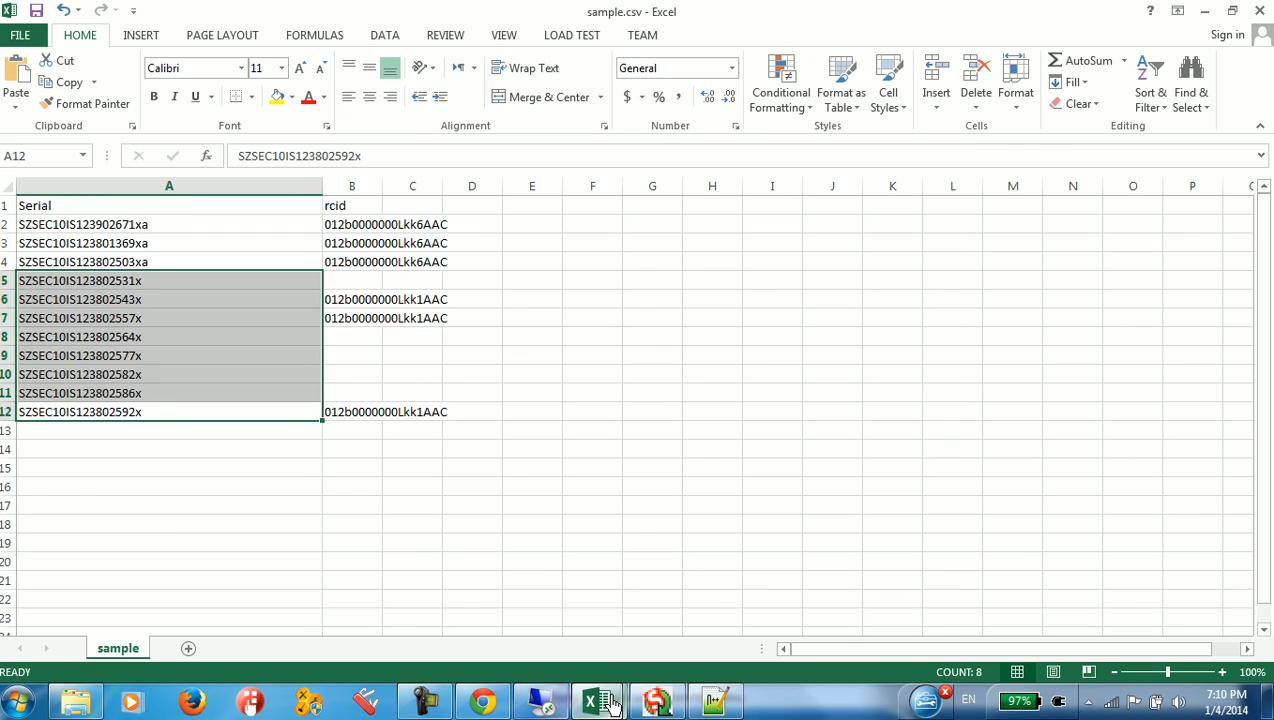 sample.csv - Excel
?
FILE HOME INSERT PAGE LAYOUT FORMULAS DATA REVIEW VIEW LOAD TEST TEAM Sign in
Paste Cut Copy Format Painter
Calibri 11
B I U A
Wrap Text
Merge & Center
General
$ % ,
Conditional Formatting
Format as Table
Cell Styles
Insert Delete Format
AutoSum
Fill
Clear
Sort & Filter
Find & Select
Clipboard Font Alignment Number Styles Cells Editing
A12 fx SZSEC10IS123802592x
A B C D E F G H I J K L M N O P
1 Serial rcid
2 SZSEC10IS123902671xa 012b0000000Lkk6AAC
3 SZSEC10IS123801369xa 012b0000000Lkk6AAC
4 SZSEC10IS123802503xa 012b0000000Lkk6AAC
5 SZSEC10IS123802531x
6 SZSEC10IS123802543x 012b0000000Lkk1AAC
7 SZSEC10IS123802557x 012b0000000Lkk1AAC
8 SZSEC10IS123802564x
9 SZSEC10IS123802577x
10 SZSEC10IS123802582x
11 SZSEC10IS123802586x
12 SZSEC10IS123802592x 012b0000000Lkk1AAC
13
14
15
16
17
18
19
20
21
22
23
sample
READY COUNT: 8 100%
EN 97% 7:10 PM
1/4/2014